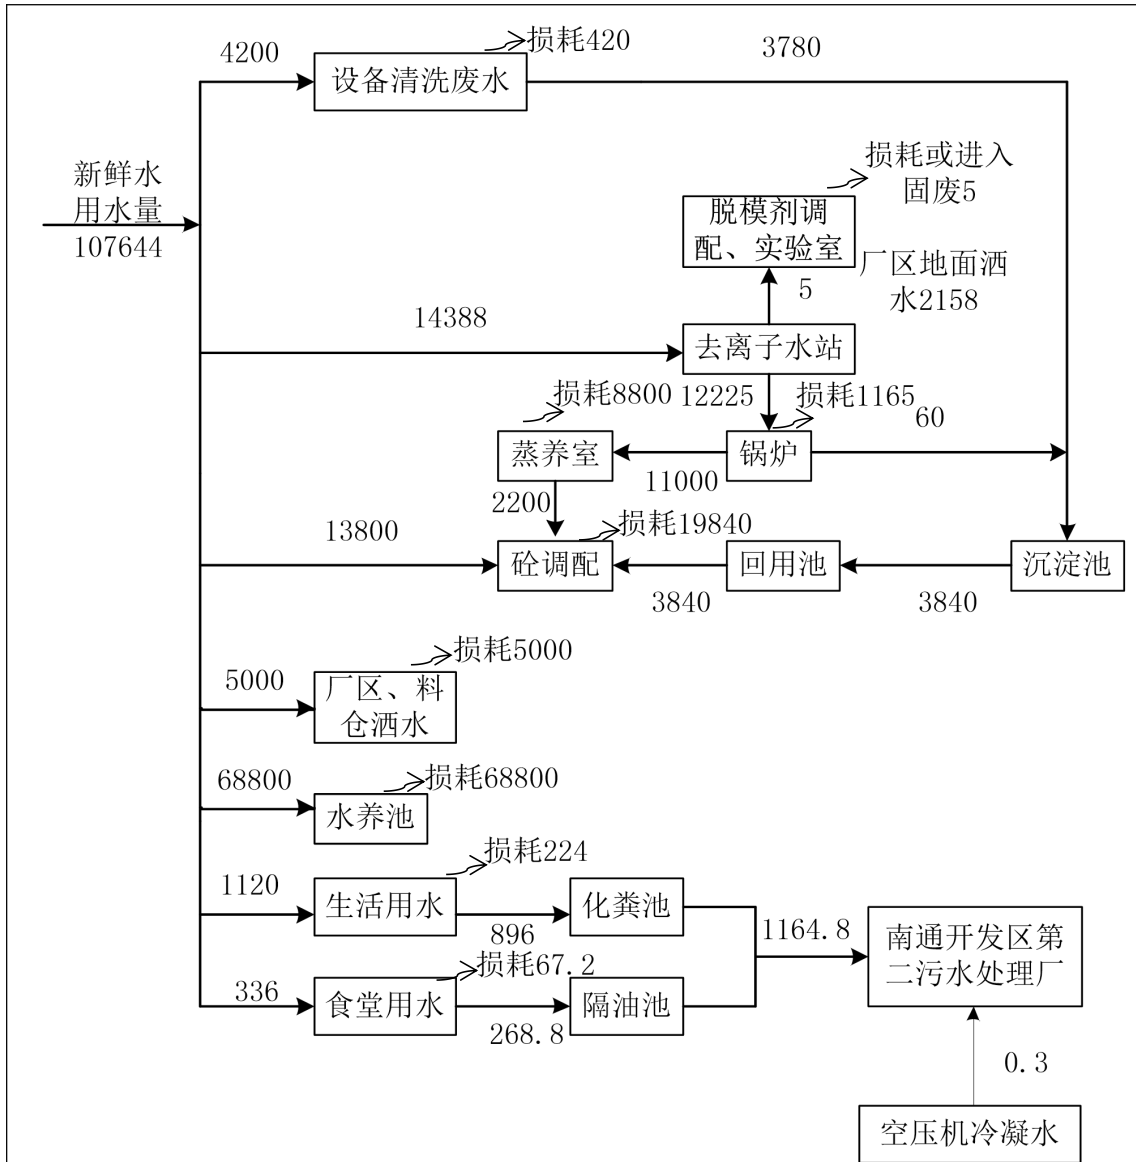 4200
损耗420
3780
设备清洗废水
新鲜水
用水量
107644
损耗或进入
固废5
脱模剂调
配、实验室
厂区地面洒
水2158
5
14388
去离子水站
损耗8800
12225
损耗1165
60
蒸养室
锅炉
11000
2200
损耗19840
13800
砼调配
回用池
沉淀池
3840
3840
损耗5000
5000
厂区、料
仓洒水
68800
损耗68800
水养池
损耗224
1120
生活用水
化粪池
896
1164.8
南通开发区第
二污水处理厂
损耗67.2
336
食堂用水
隔油池
268.8
0.3
空压机冷凝水